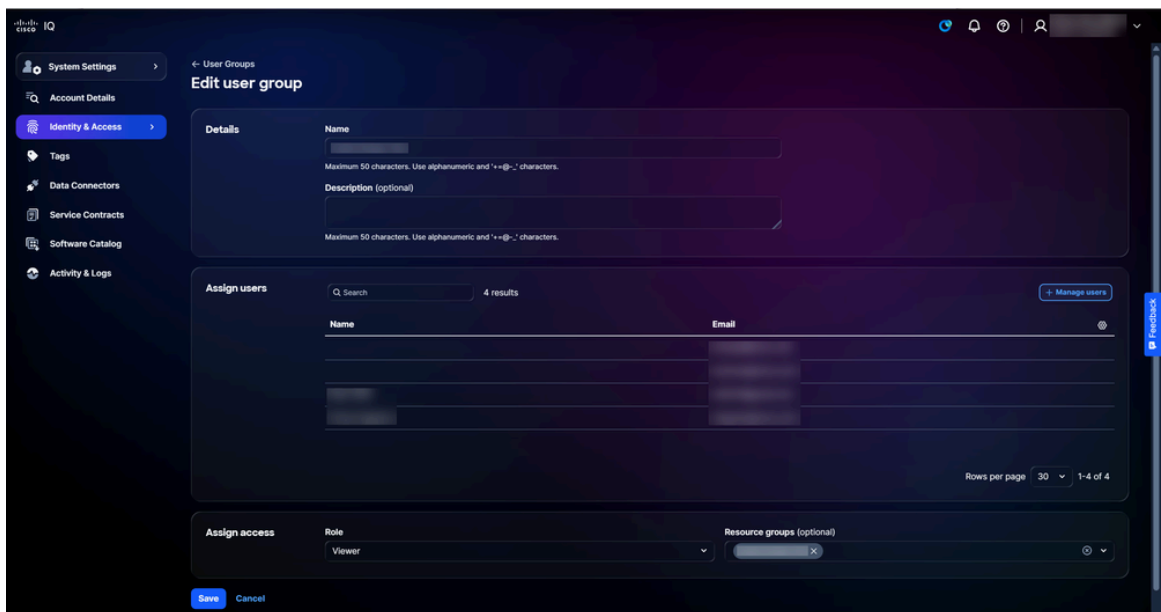 cisco IQ
System Settings
← User Groups
Edit user group
Account Details
Identity & Access
Tags
Data Connectors
Service Contracts
Software Catalog
Activity & Logs
Details
Name
Maximum 50 characters. Use alphanumeric and '+=@-_' characters.
Description (optional)
Maximum 50 characters. Use alphanumeric and '+=@-_' characters.
Assign users
Search
4 results
+ Manage users
Name Email
Rows per page 30 1-4 of 4
Assign access
Role
Viewer
Resource groups (optional)
Save Cancel
Feedback